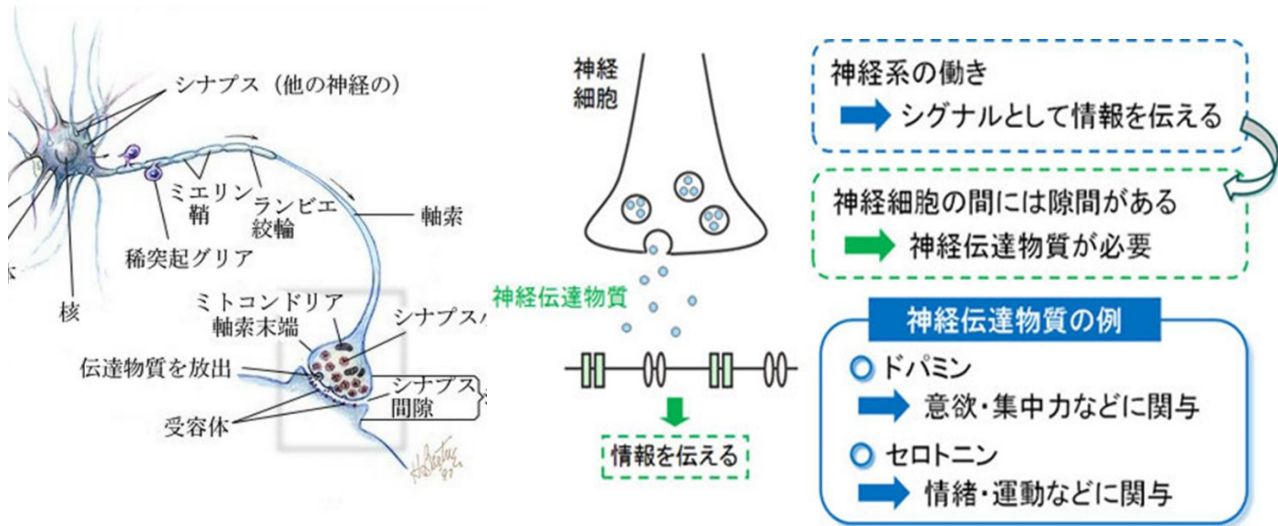 シナプス（他の神経の）
ミエリン
鞘
ランビエ
絞輪
軸索
稀突起グリア
核
ミトコンドリア
軸索末端
シナプス
伝達物質を放出
シナプス
間隙
受容体
神経
細胞
神経伝達物質
情報を伝える
神経系の働き
シグナルとして情報を伝える
神経細胞の間には隙間がある
神経伝達物質が必要
神経伝達物質の例
ドパミン
意欲・集中力などに関与
セロトニン
情緒・運動などに関与